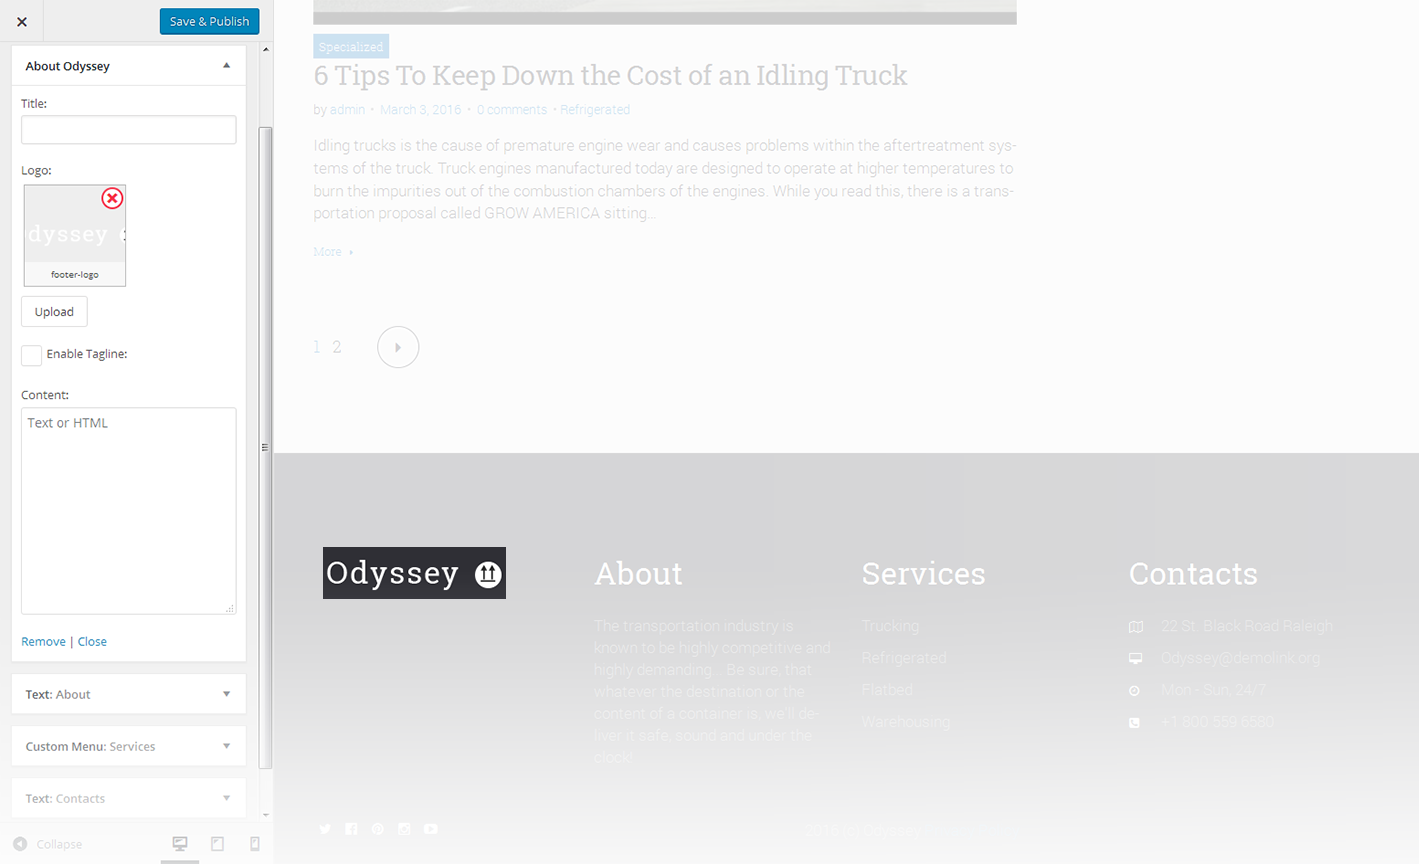 Save & Publish
About Odyssey
Title:
Logo:
dyssey
footer-logo
Upload
Enable Tagline:
Content:
Text or HTML
Remove | Close
Text: About
Custom Menu: Services
Text: Contacts
Collapse
Specialized
6 Tips To Keep Down the Cost of an Idling Truck
by admin • March 3, 2016 • 0 comments • Refrigerated
Idling trucks is the cause of premature engine wear and causes problems within the aftertreatment sys-
tems of the truck. Truck engines manufactured today are designed to operate at higher temperatures to
burn the impurities out of the combustion chambers of the engines. While you read this, there is a trans-
portation proposal called GROW AMERICA sitting...
More
1 2
Odyssey
About
The transportation industry is
known to be highly competitive and
highly demanding... Be sure, that
whatever the destination or the
content of a container is, we'll de-
liver it safe, sound and under the
clock!
Services
Trucking
Refrigerated
Flatbed
Warehousing
Contacts
22 St. Black Road Raleigh
Odyssey@demolink.org
Mon - Sun, 24/7
+1 800 559 6580